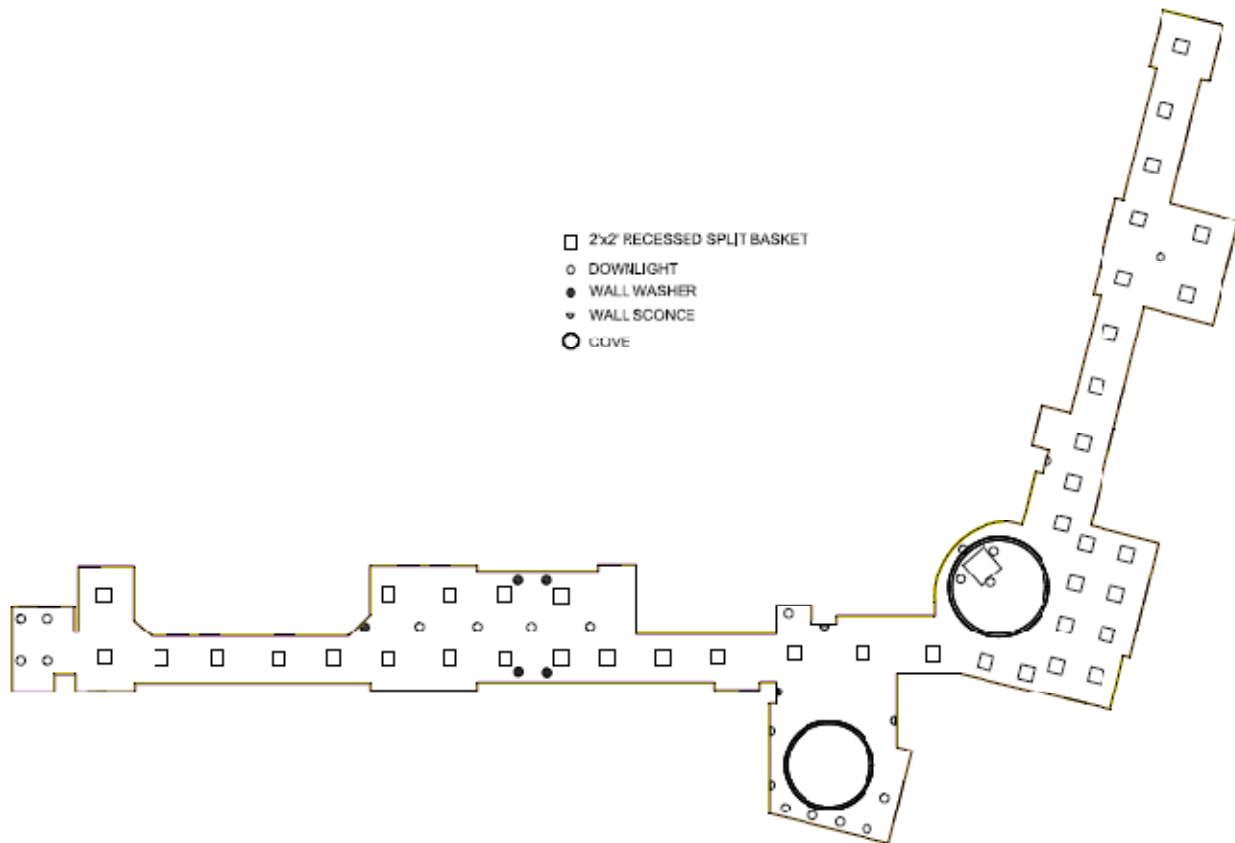 2'x2' RECESSED SPLIT BASKET
DOWNLIGHT
WALL WASHER
WALL SCONCE
COVE